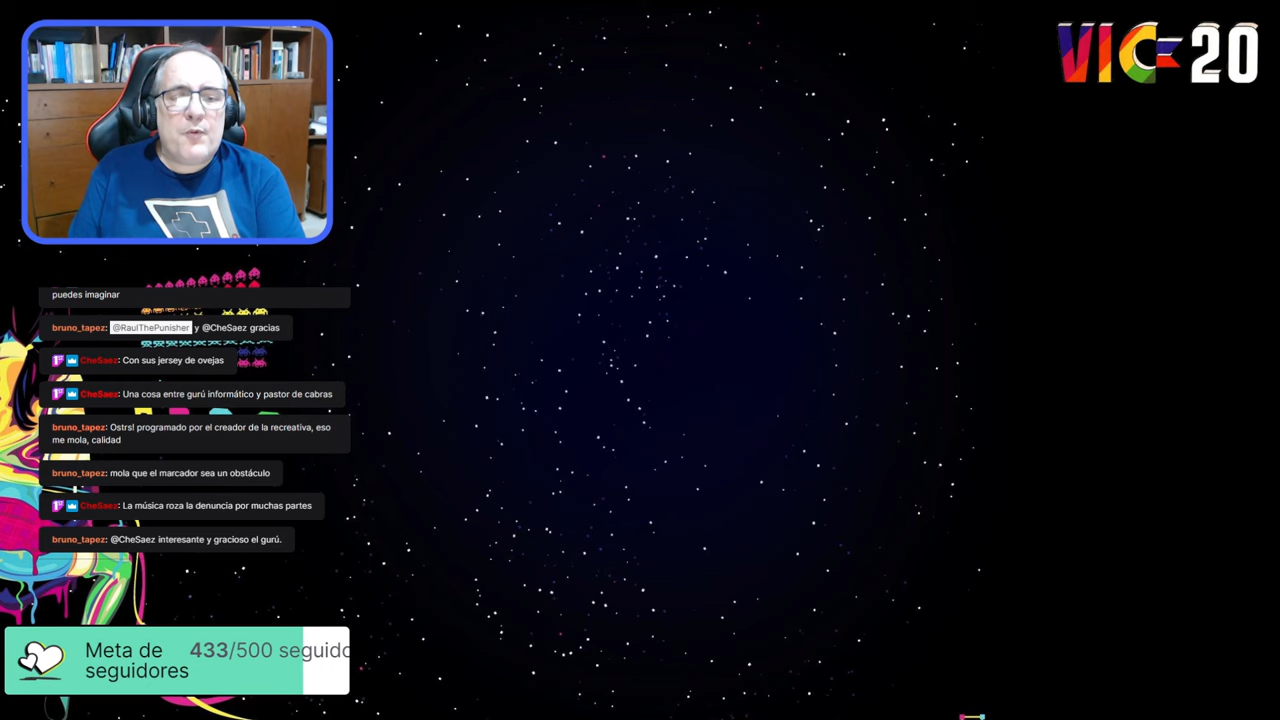 VIC-20
puedes imaginar
bruno_tapez: @RaulThePunisher y @CheSaez gracias
CheSaez: Con sus jersey de ovejas
CheSaez: Una cosa entre gurú informático y pastor de cabras
bruno_tapez: Ostrs! programado por el creador de la recreativa, eso
me mola, calidad
bruno_tapez: mola que el marcador sea un obstáculo
CheSaez: La música roza la denuncia por muchas partes
bruno_tapez: @CheSaez interesante y gracioso el gurú.
Meta de
seguidores
433/500 seguido